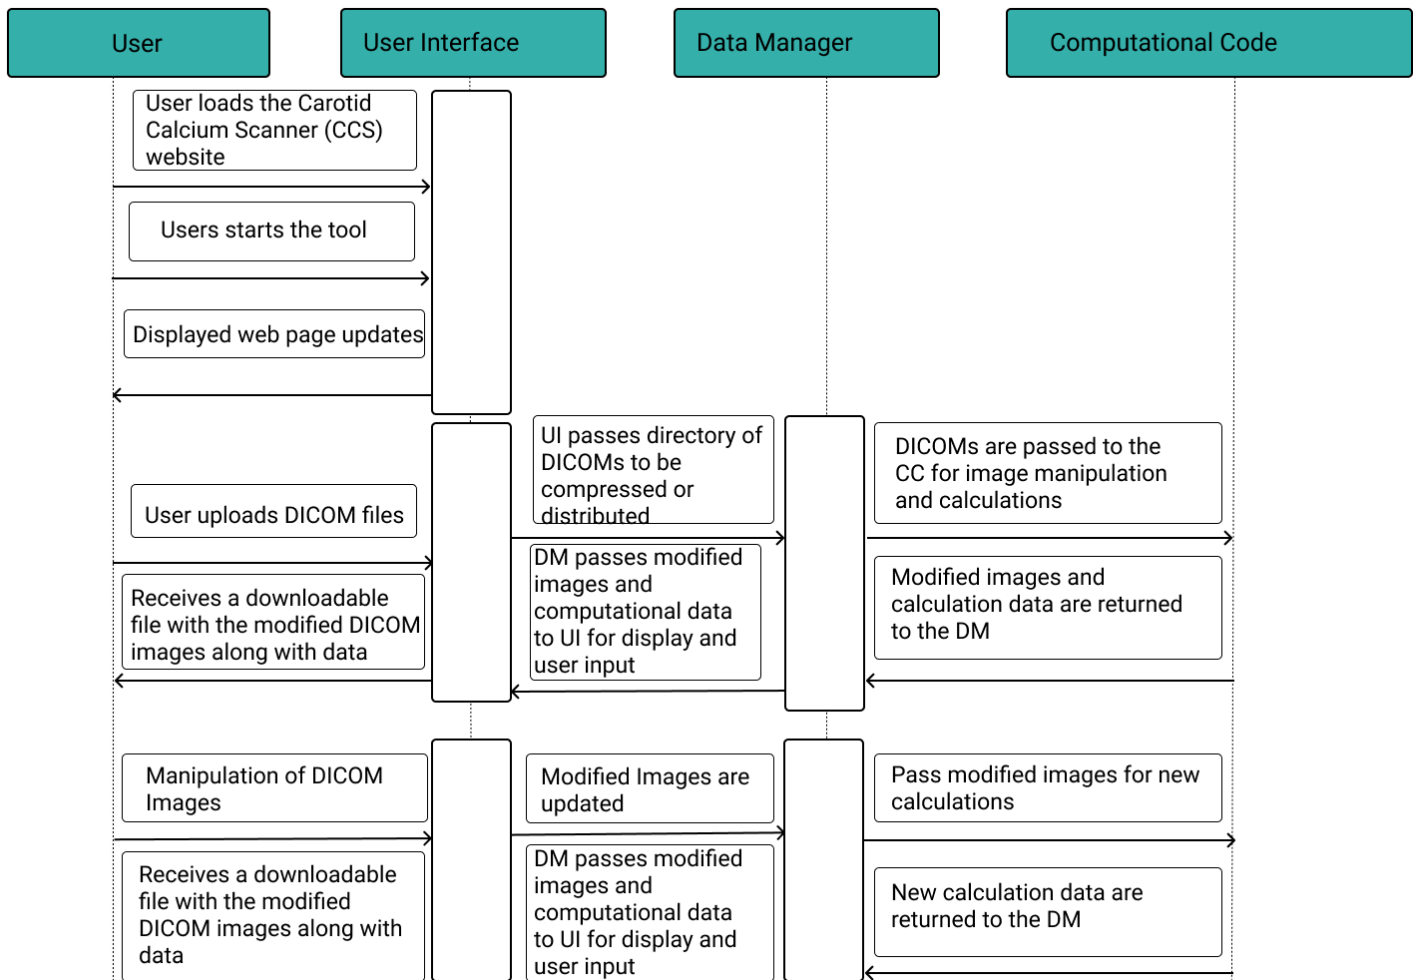 User
User Interface
Data Manager
Computational Code
User loads the Carotid
Calcium Scanner (CCS)
website
Users starts the tool
Displayed web page updates
User uploads DICOM files
UI passes directory of
DICOMs to be
compressed or
distributed
DICOMs are passed to the
CC for image manipulation
and calculations
Receives a downloadable
file with the modified DICOM
images along with data
DM passes modified
images and
computational data
to UI for display and
user input
Modified images and
calculation data are returned
to the DM
Manipulation of DICOM
Images
Modified Images are
updated
Pass modified images for new
calculations
Receives a downloadable
file with the modified
DICOM images along with
data
DM passes modified
images and
computational data
to UI for display and
user input
New calculation data are
returned to the DM